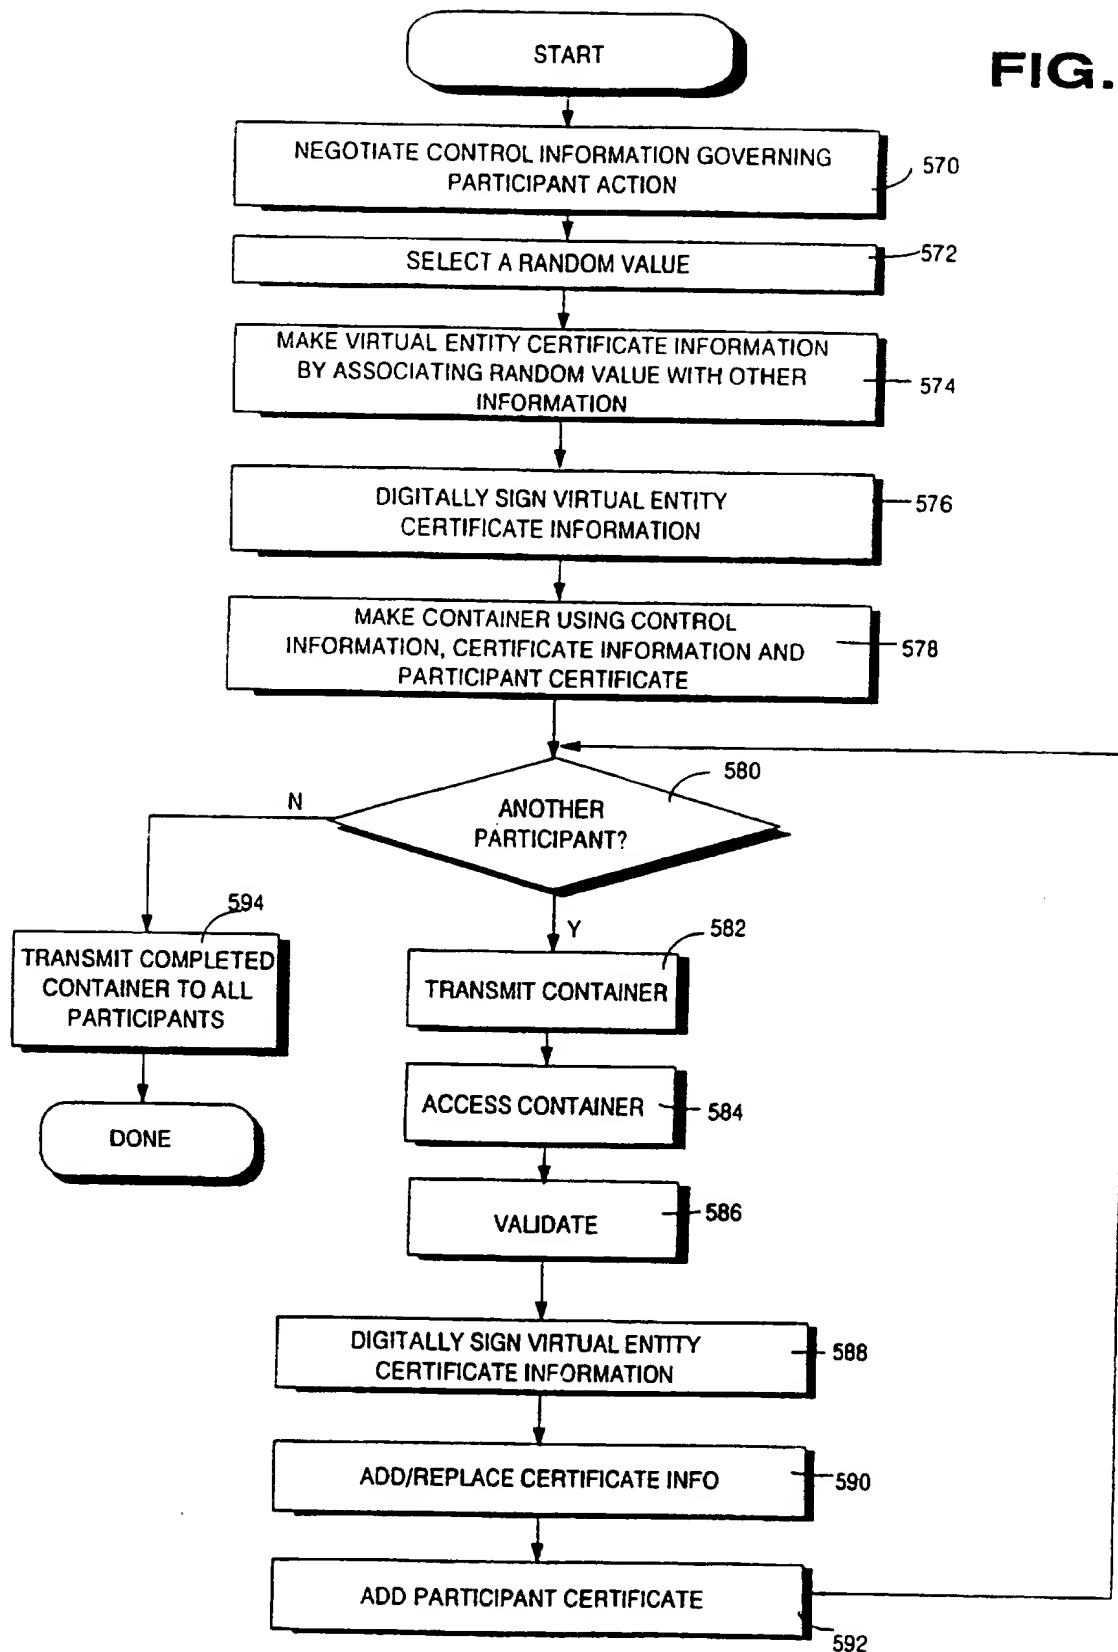 START
FIG.
NEGOTIATE CONTROL INFORMATION GOVERNING
PARTICIPANT ACTION
570
SELECT A RANDOM VALUE
572
MAKE VIRTUAL ENTITY CERTIFICATE INFORMATION
BY ASSOCIATING RANDOM VALUE WITH OTHER
INFORMATION
574
DIGITALLY SIGN VIRTUAL ENTITY
CERTIFICATE INFORMATION
576
MAKE CONTAINER USING CONTROL
INFORMATION, CERTIFICATE INFORMATION AND
PARTICIPANT CERTIFICATE
578
580
N
ANOTHER
PARTICIPANT?
594
Y
582
TRANSMIT COMPLETED
CONTAINER TO ALL
PARTICIPANTS
TRANSMIT CONTAINER
ACCESS CONTAINER
584
DONE
VALIDATE
586
DIGITALLY SIGN VIRTUAL ENTITY
CERTIFICATE INFORMATION
588
ADD/REPLACE CERTIFICATE INFO
590
ADD PARTICIPANT CERTIFICATE
592